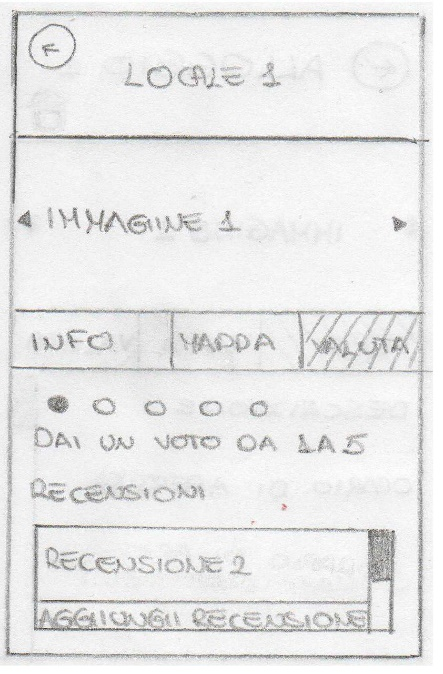 LOCALE 1
IMMAGINE 1
INFO MAPPA VALUTA
DAI UN VOTO DA 1 A 5
RECENSIONI
RECENSIONE 2
AGGIUNGI RECENSIONE